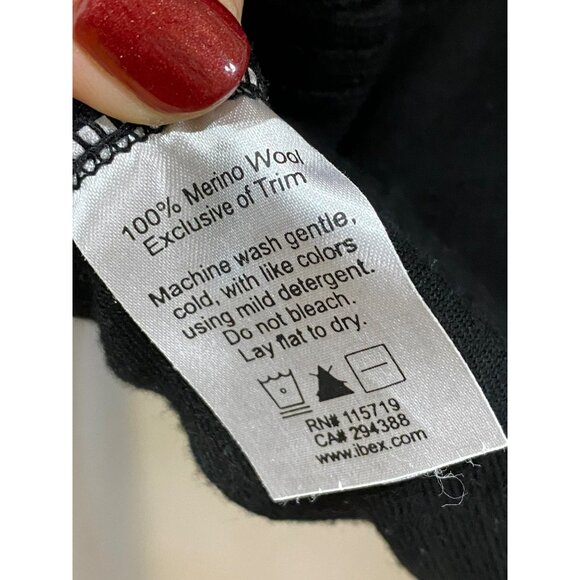 100% Merino Wool
Exclusive of Trim
Machine wash gentle,
cold, with like colors
using mild detergent.
Do not bleach.
Lay flat to dry.
RN# 115719
CA# 294388
www.ibex.com